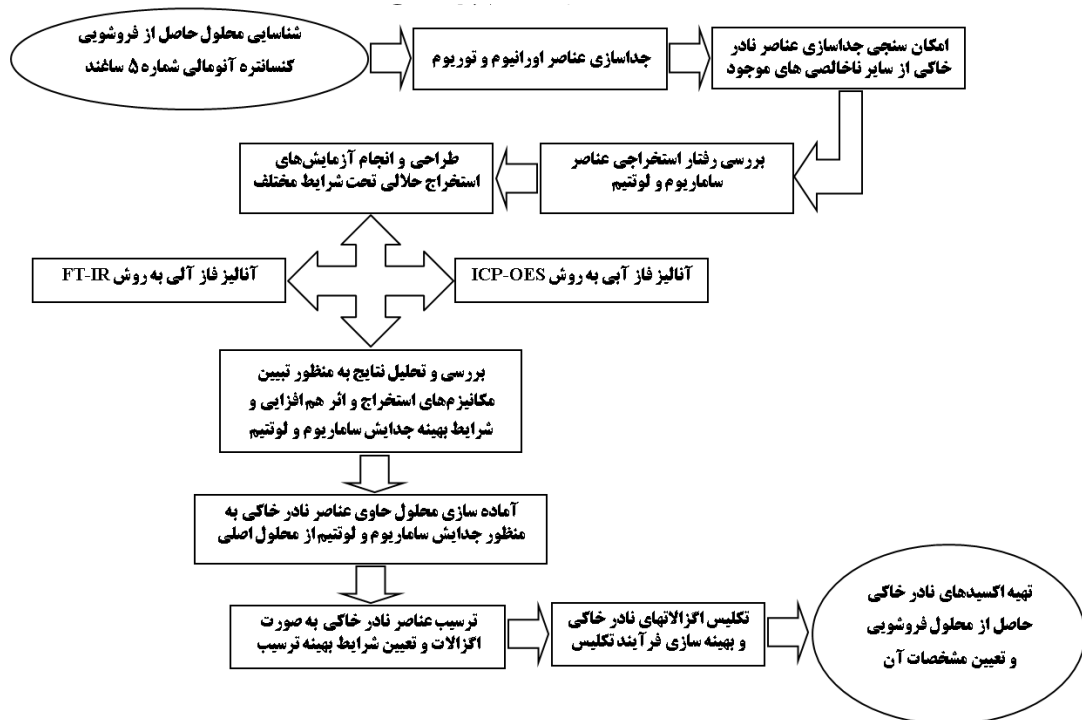 شناسایی محلول حاصل از فروشویی
کنسانتره آنومالی شماره ۵ ساغند
جداسازی عناصر اورانیوم و توریوم
امکان سنجی جداسازی عناصر نادر
خاکی از سایر ناخالصی های موجود
بررسی رفتار استخراجی عناصر
ساماریوم و لوتتیم
طراحی و انجام آزمایش‌های
استخراج حلالی تحت شرایط مختلف
آنالیز فاز آبی به روش ICP-OES
آنالیز فاز آلی به روش FT-IR
بررسی و تحلیل نتایج به منظور تبیین
مکانیزم‌های استخراج و اثر هم افزایی و
شرایط بهینه جدایش ساماریوم و لوتتیم
آماده سازی محلول حاوی عناصر نادر خاکی به
منظور جدایش ساماریوم و لوتتیم از محلول اصلی
ترسیب عناصر نادر خاکی به صورت
اگزالات و تعیین شرایط بهینه ترسیب
تکلیس اگزالاتهای نادر خاکی
و بهینه سازی فرآیند تکلیس
تهیه اکسیدهای نادر خاکی
حاصل از محلول فروشویی
و تعیین مشخصات آن